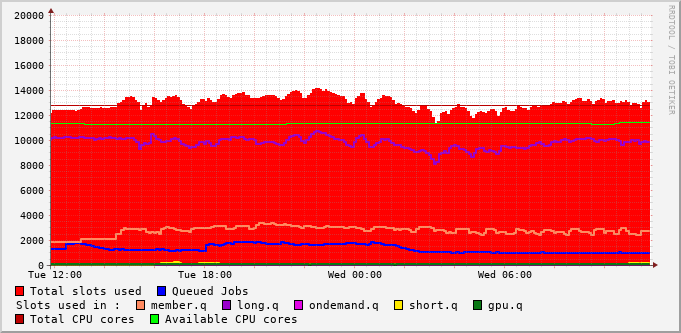 20000
18000
16000
14000
12000
10000
8000
6000
4000
2000
0
Tue 12:00 Tue 18:00 Wed 00:00 Wed 06:00
Total slots used Queued Jobs
Slots used in : member.q long.q ondemand.q short.q gpu.q
Total CPU cores Available CPU cores
RRDTOOL / TOBI OETIKER